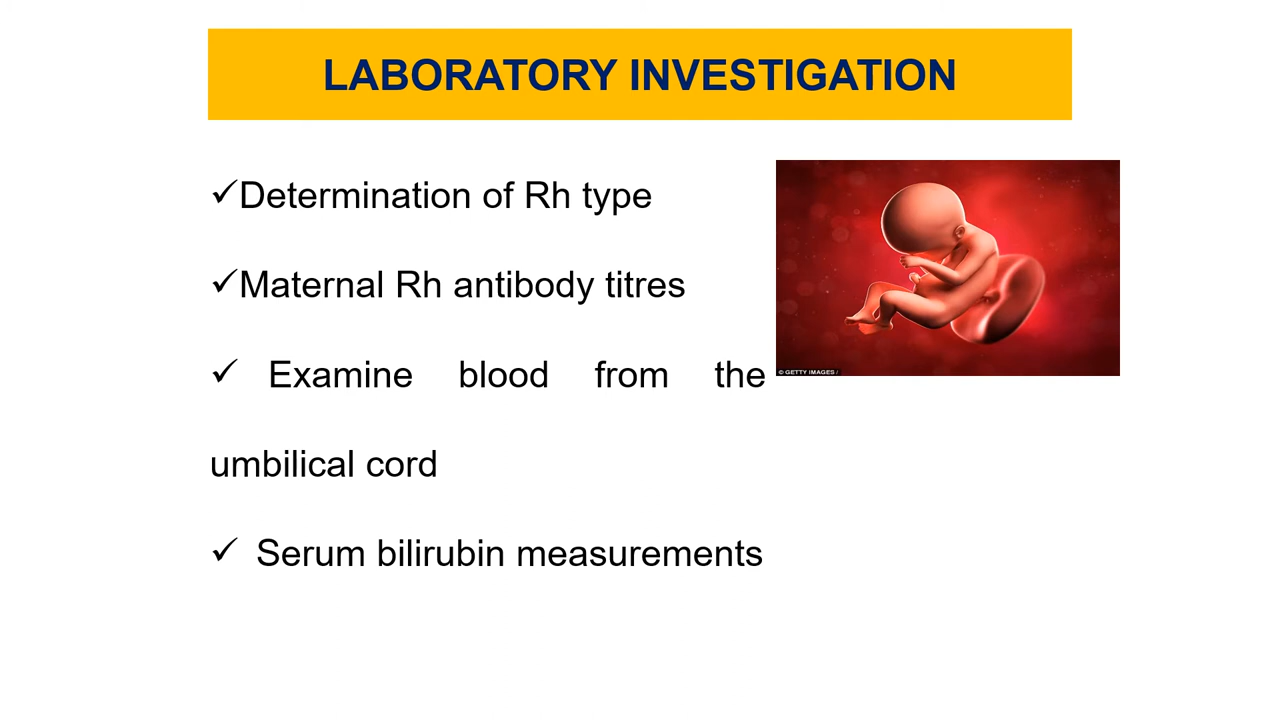 LABORATORY INVESTIGATION
✓Determination of Rh type
✓Maternal Rh antibody titres
✓ Examine blood from the
umbilical cord
✓ Serum bilirubin measurements
© GETTY IMAGES /